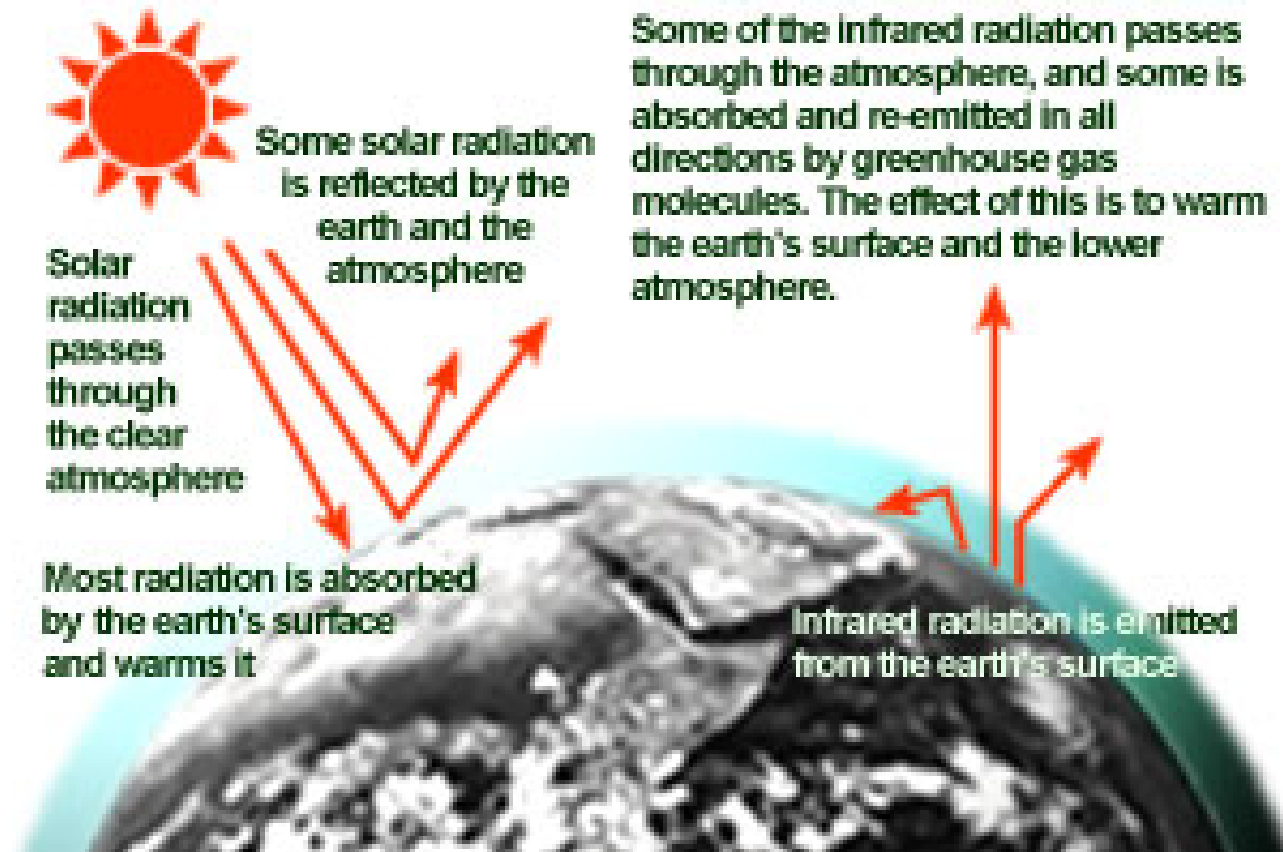 Some of the infrared radiation passes
through the atmosphere, and some is
absorbed and re-emitted in all
directions by greenhouse gas
molecules. The effect of this is to warm
the earth's surface and the lower
atmosphere.
Some solar radiation
is reflected by the
earth and the
atmosphere
Solar
radiation
passes
through
the clear
atmosphere
Most radiation is absorbed
by the earth's surface
and warms it
Infrared radiation is emitted
from the earth's surface